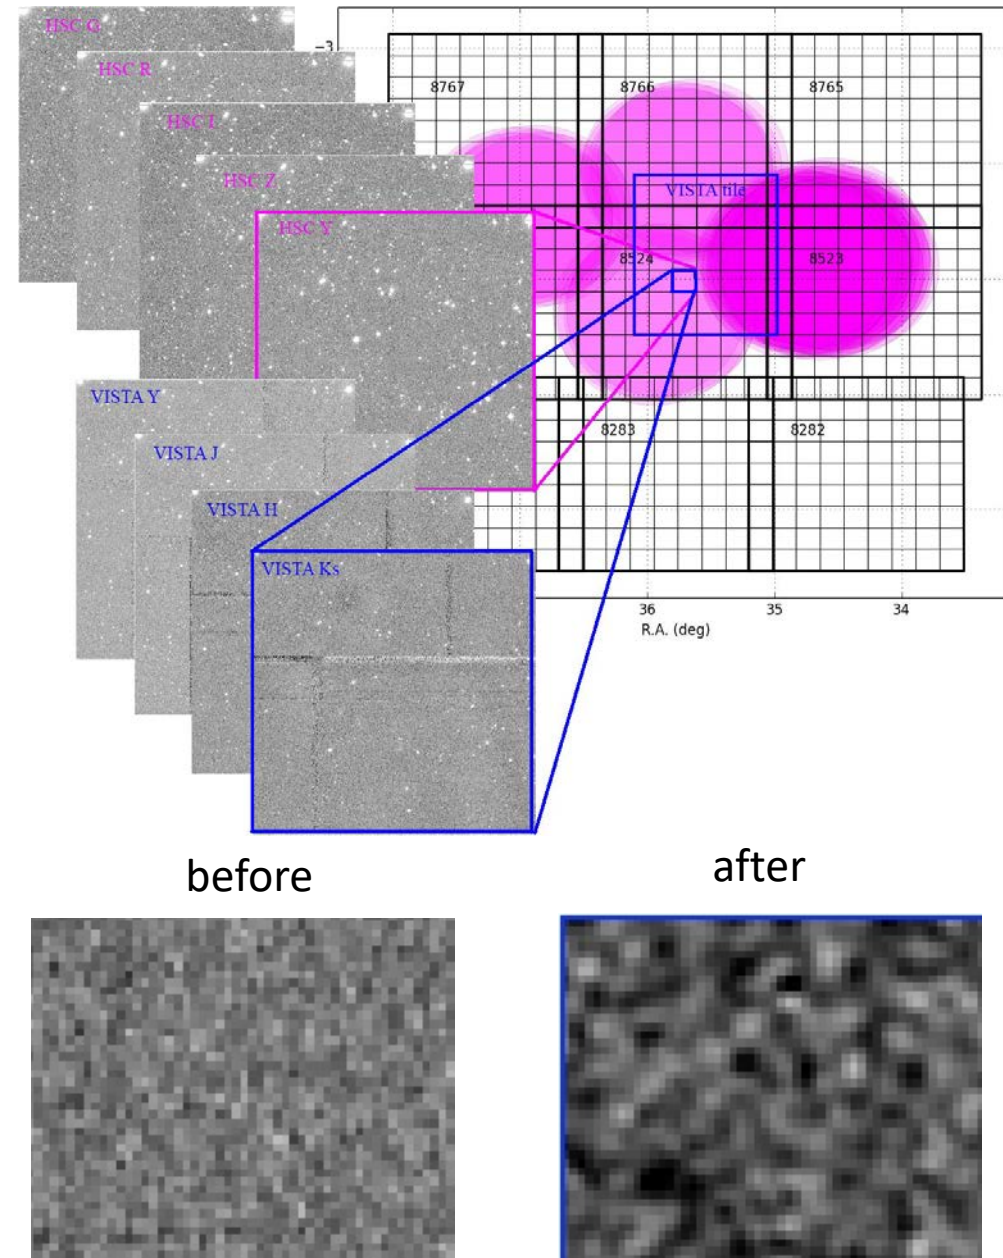 HSC G
HSC R
HSC I
HSC Z
HSC Y
VISTA Y
VISTA J
VISTA H
VISTA Ks
−3
8767
8766
8765
VISTA tile
8524
8523
8283
8282
36
35
34
R.A. (deg)
before
after